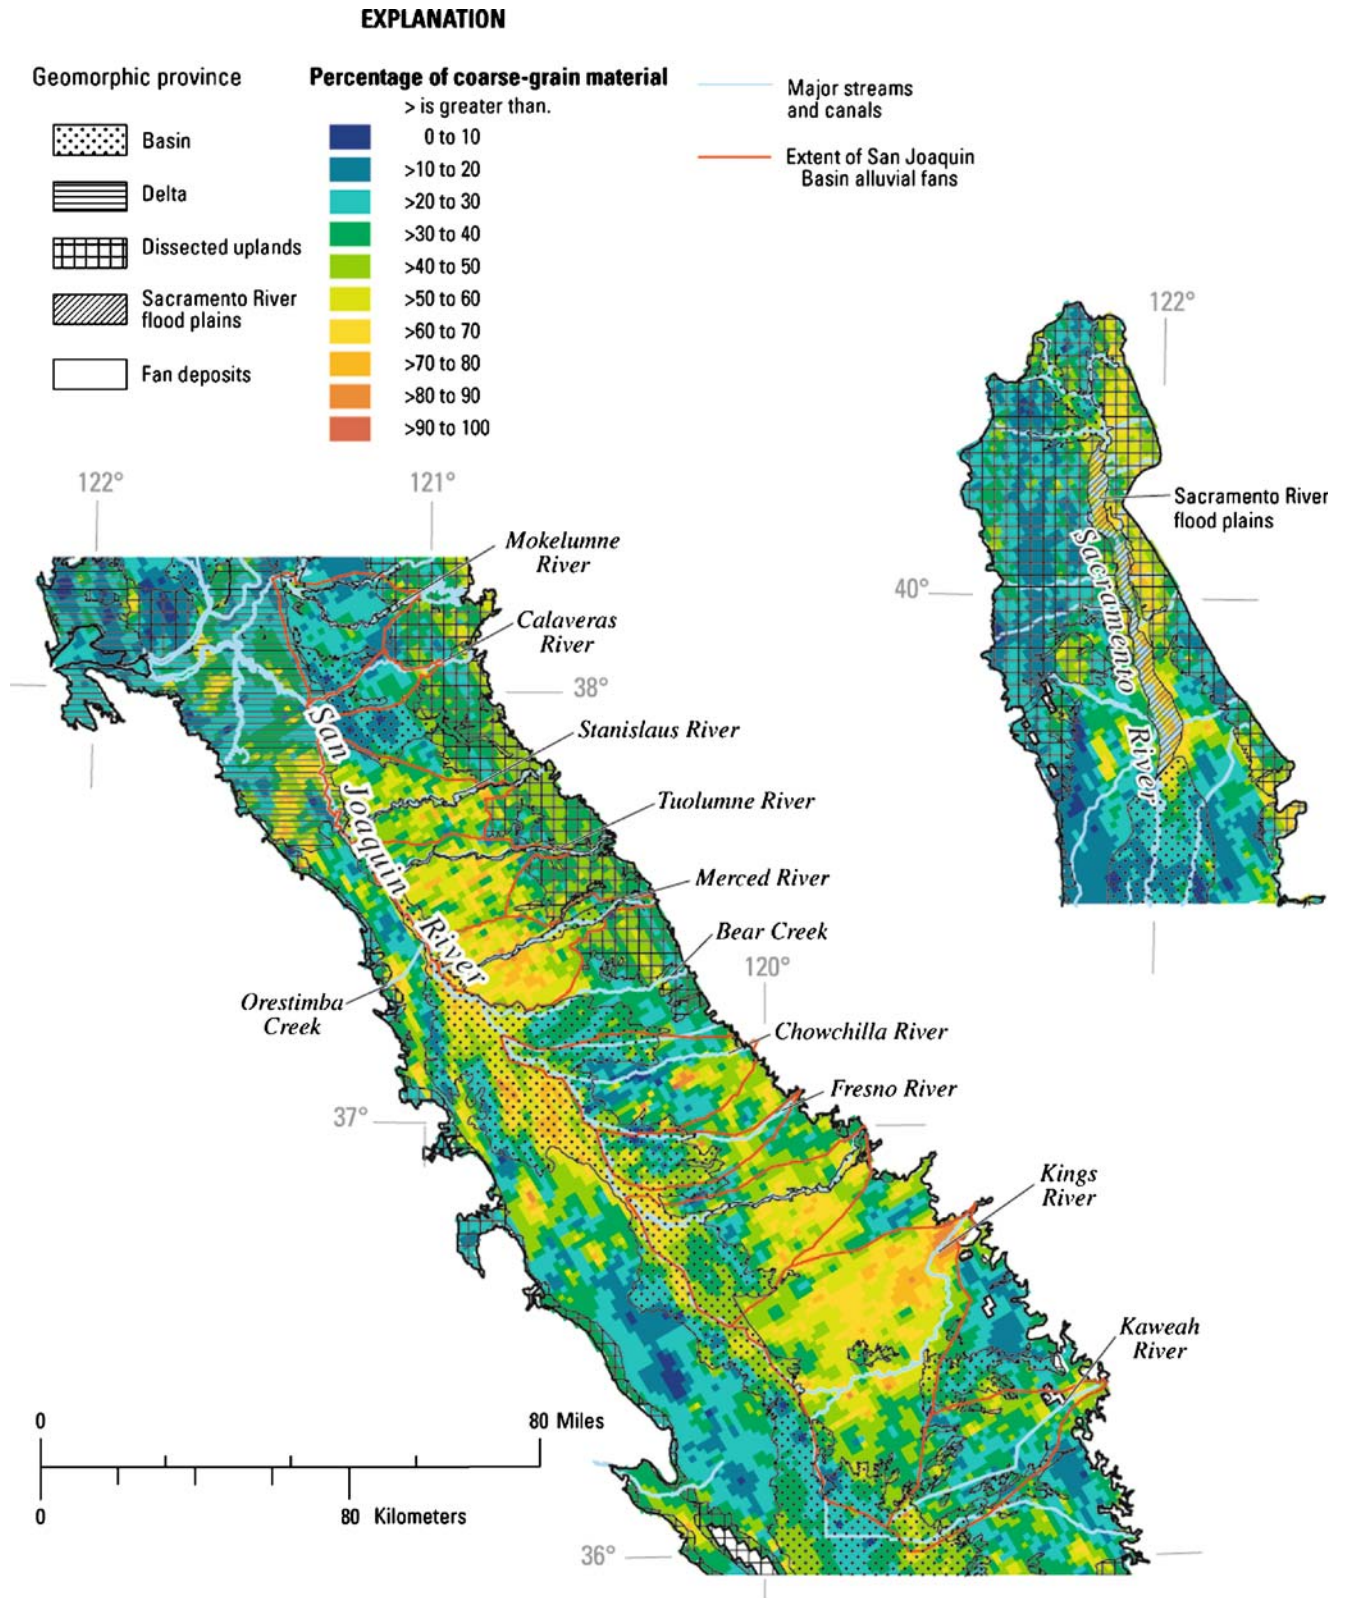 EXPLANATION
Geomorphic province
Basin
Delta
Dissected uplands
Sacramento River
flood plains
Fan deposits
Percentage of coarse-grain material
> is greater than.
0 to 10
>10 to 20
>20 to 30
>30 to 40
>40 to 50
>50 to 60
>60 to 70
>70 to 80
>80 to 90
>90 to 100
Major streams
and canals
Extent of San Joaquin
Basin alluvial fans
122°
Sacramento River
flood plains
40°
Sacramento River
122°
121°
Mokelumne
River
Calaveras
River
38°
Stanislaus River
Tuolumne River
Merced River
Bear Creek
120°
San Joaquin River
Orestimba
Creek
Chowchilla River
Fresno River
37°
Kings
River
Kaweah
River
0
80 Miles
0
80 Kilometers
36°